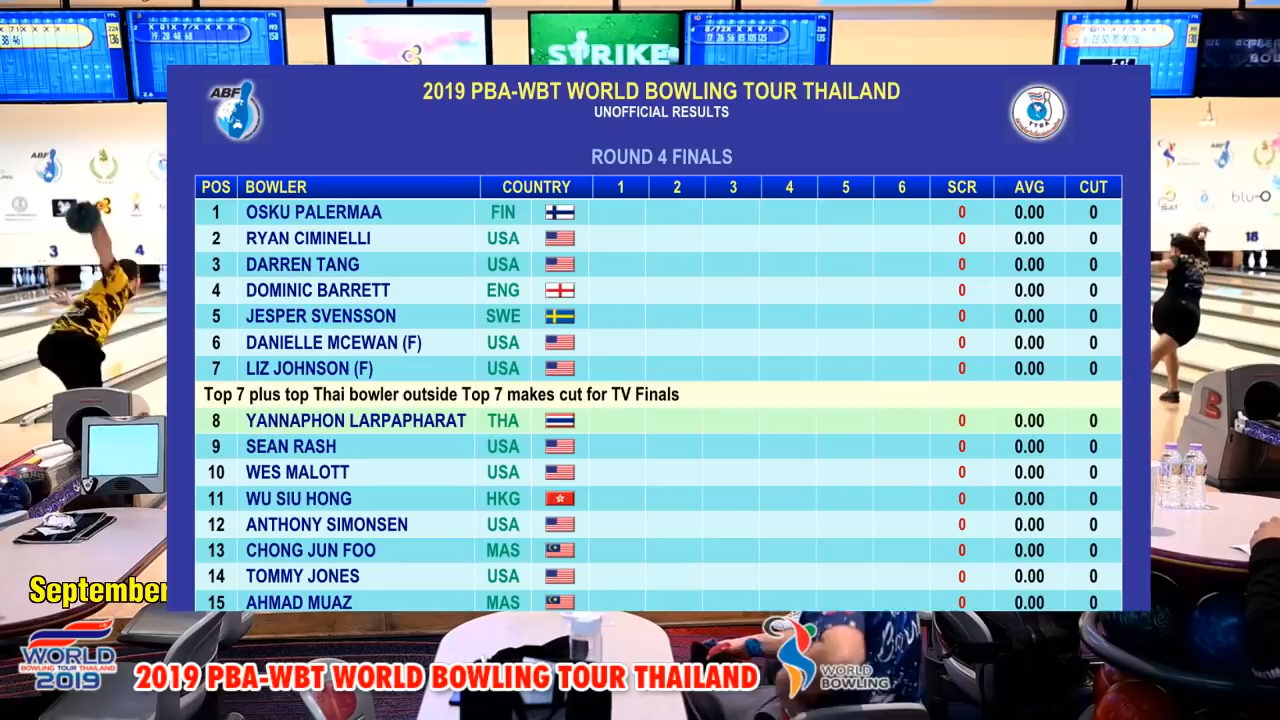 STRIKE
ABF
2019 PBA-WBT WORLD BOWLING TOUR THAILAND
UNOFFICIAL RESULTS
ROUND 4 FINALS
POS BOWLER COUNTRY 1 2 3 4 5 6 SCR AVG CUT
1 OSKU PALERMAA FIN 0 0.00 0
2 RYAN CIMINELLI USA 0 0.00 0
3 DARREN TANG USA 0 0.00 0
4 DOMINIC BARRETT ENG 0 0.00 0
5 JESPER SVENSSON SWE 0 0.00 0
6 DANIELLE MCEWAN (F) USA 0 0.00 0
7 LIZ JOHNSON (F) USA 0 0.00 0
Top 7 plus top Thai bowler outside Top 7 makes cut for TV Finals
8 YANNAPHON LARPAPHARAT THA 0 0.00 0
9 SEAN RASH USA 0 0.00 0
10 WES MALOTT USA 0 0.00 0
11 WU SIU HONG HKG 0 0.00 0
12 ANTHONY SIMONSEN USA 0 0.00 0
13 CHONG JUN FOO MAS 0 0.00 0
14 TOMMY JONES USA 0 0.00 0
15 AHMAD MUAZ MAS 0 0.00 0
ABF
blu-O
3
4
18
September
WORLD
BOWLING TOUR THAILAND
2019
2019 PBA-WBT WORLD BOWLING TOUR THAILAND
WORLD
BOWLING